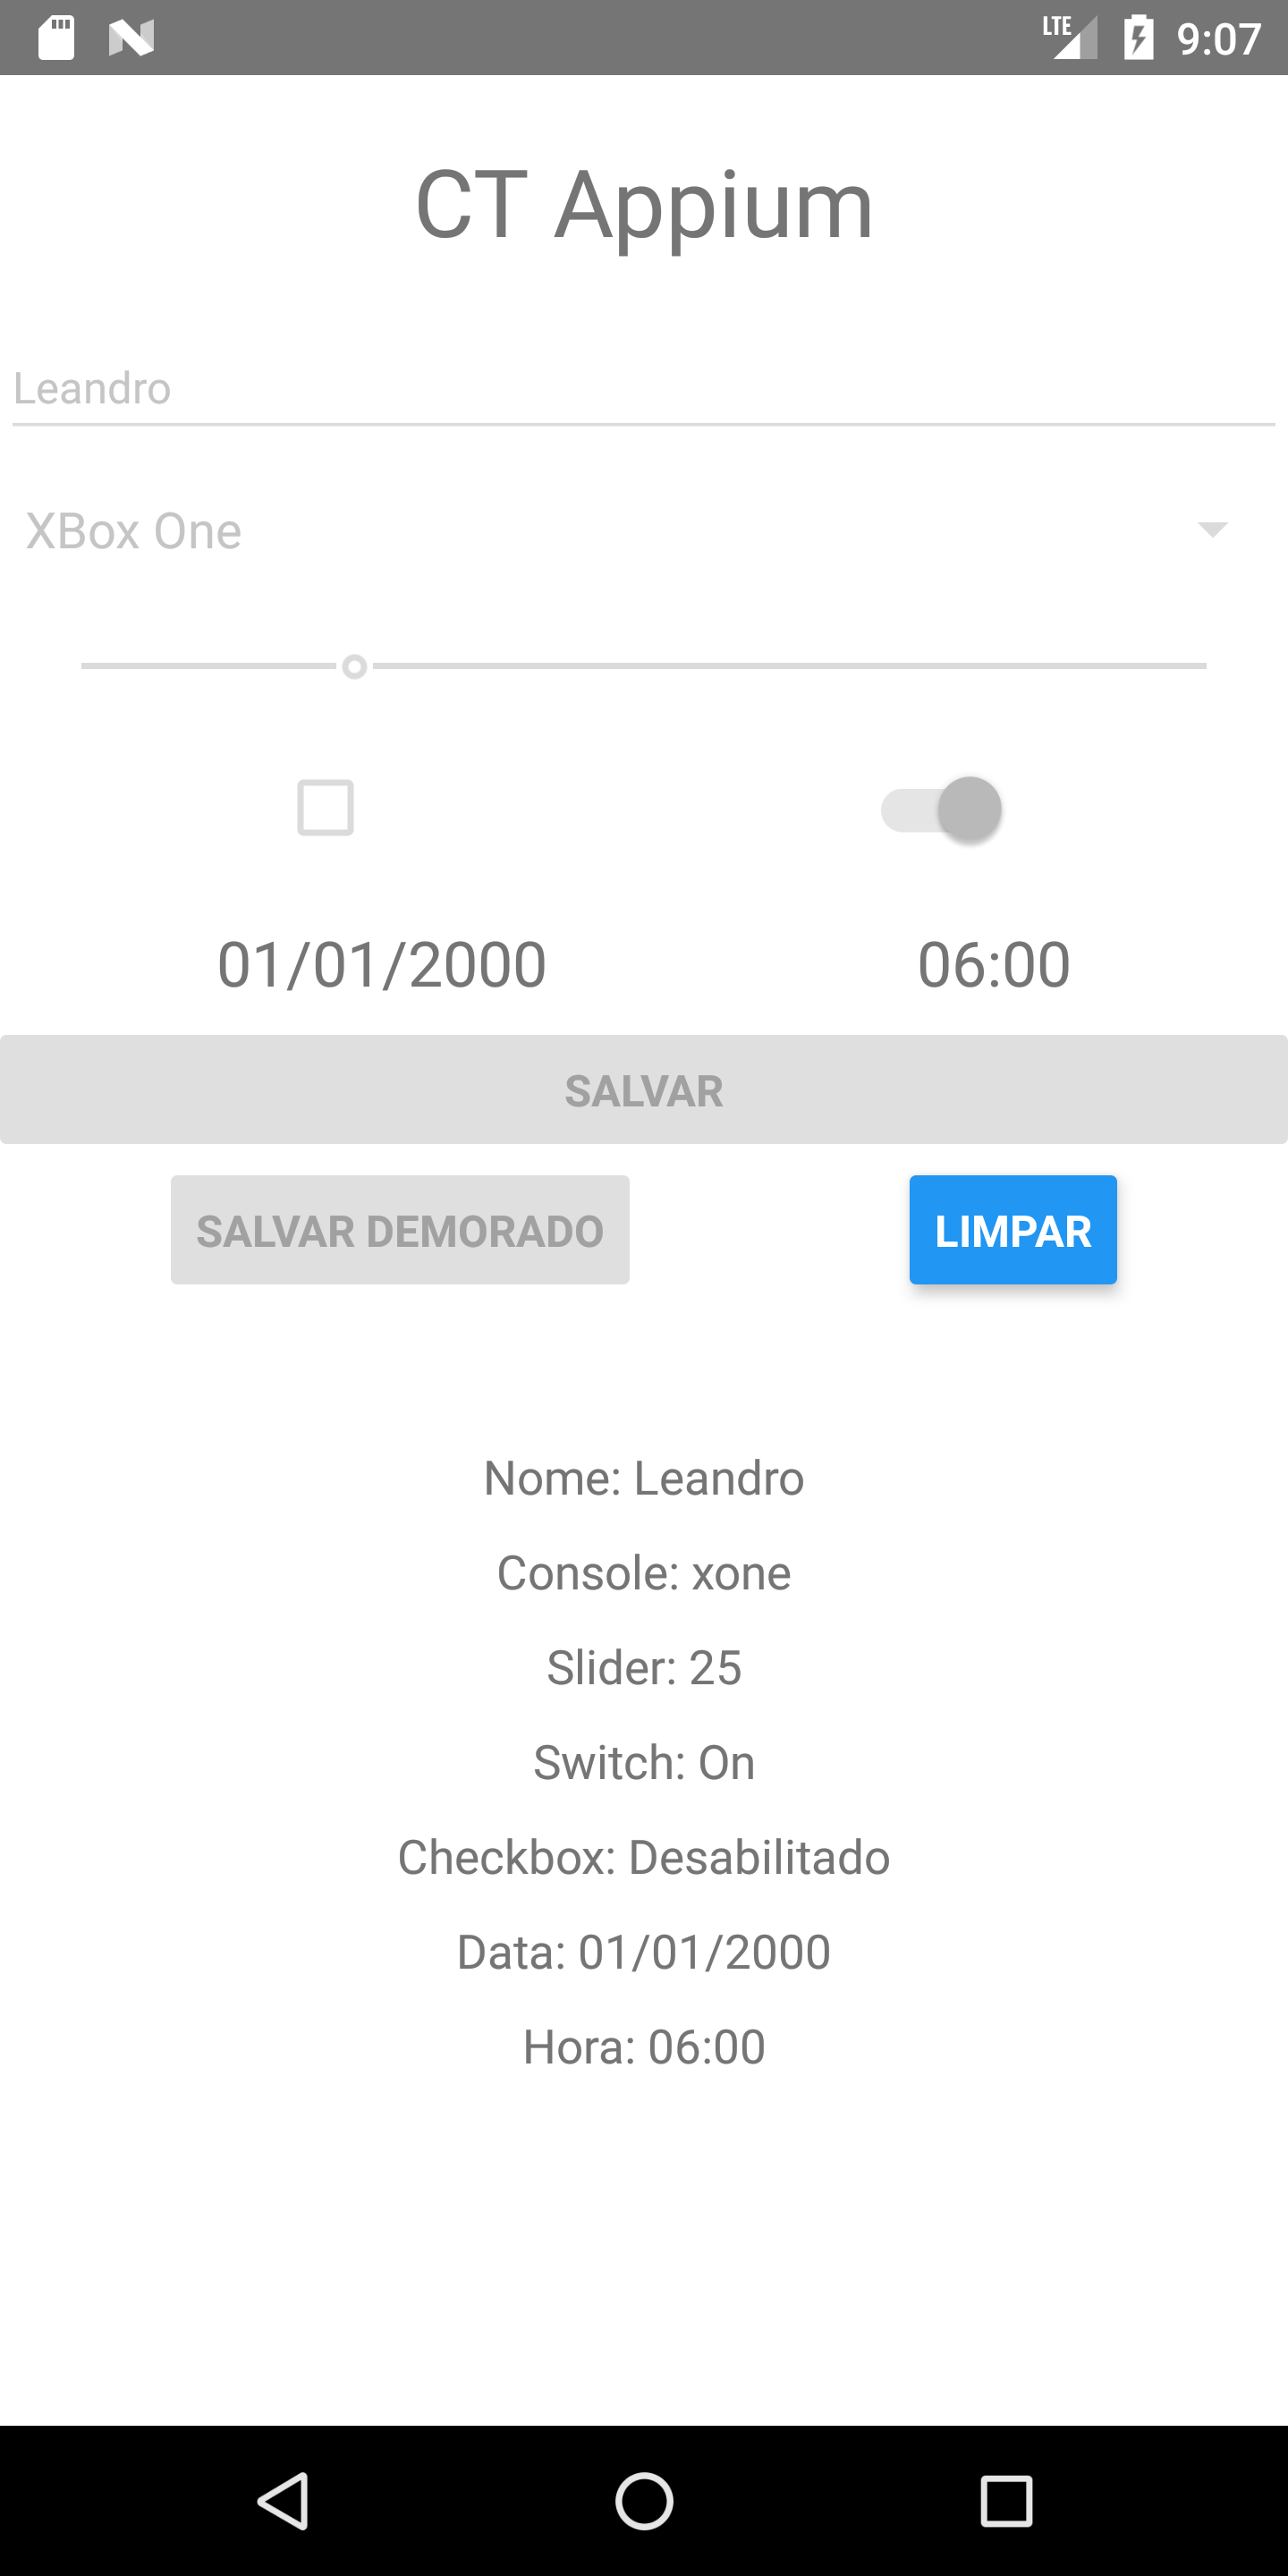 LTE 9:07
CT Appium
Leandro
XBox One
01/01/2000 06:00
SALVAR
SALVAR DEMORADO LIMPAR
Nome: Leandro
Console: xone
Slider: 25
Switch: On
Checkbox: Desabilitado
Data: 01/01/2000
Hora: 06:00